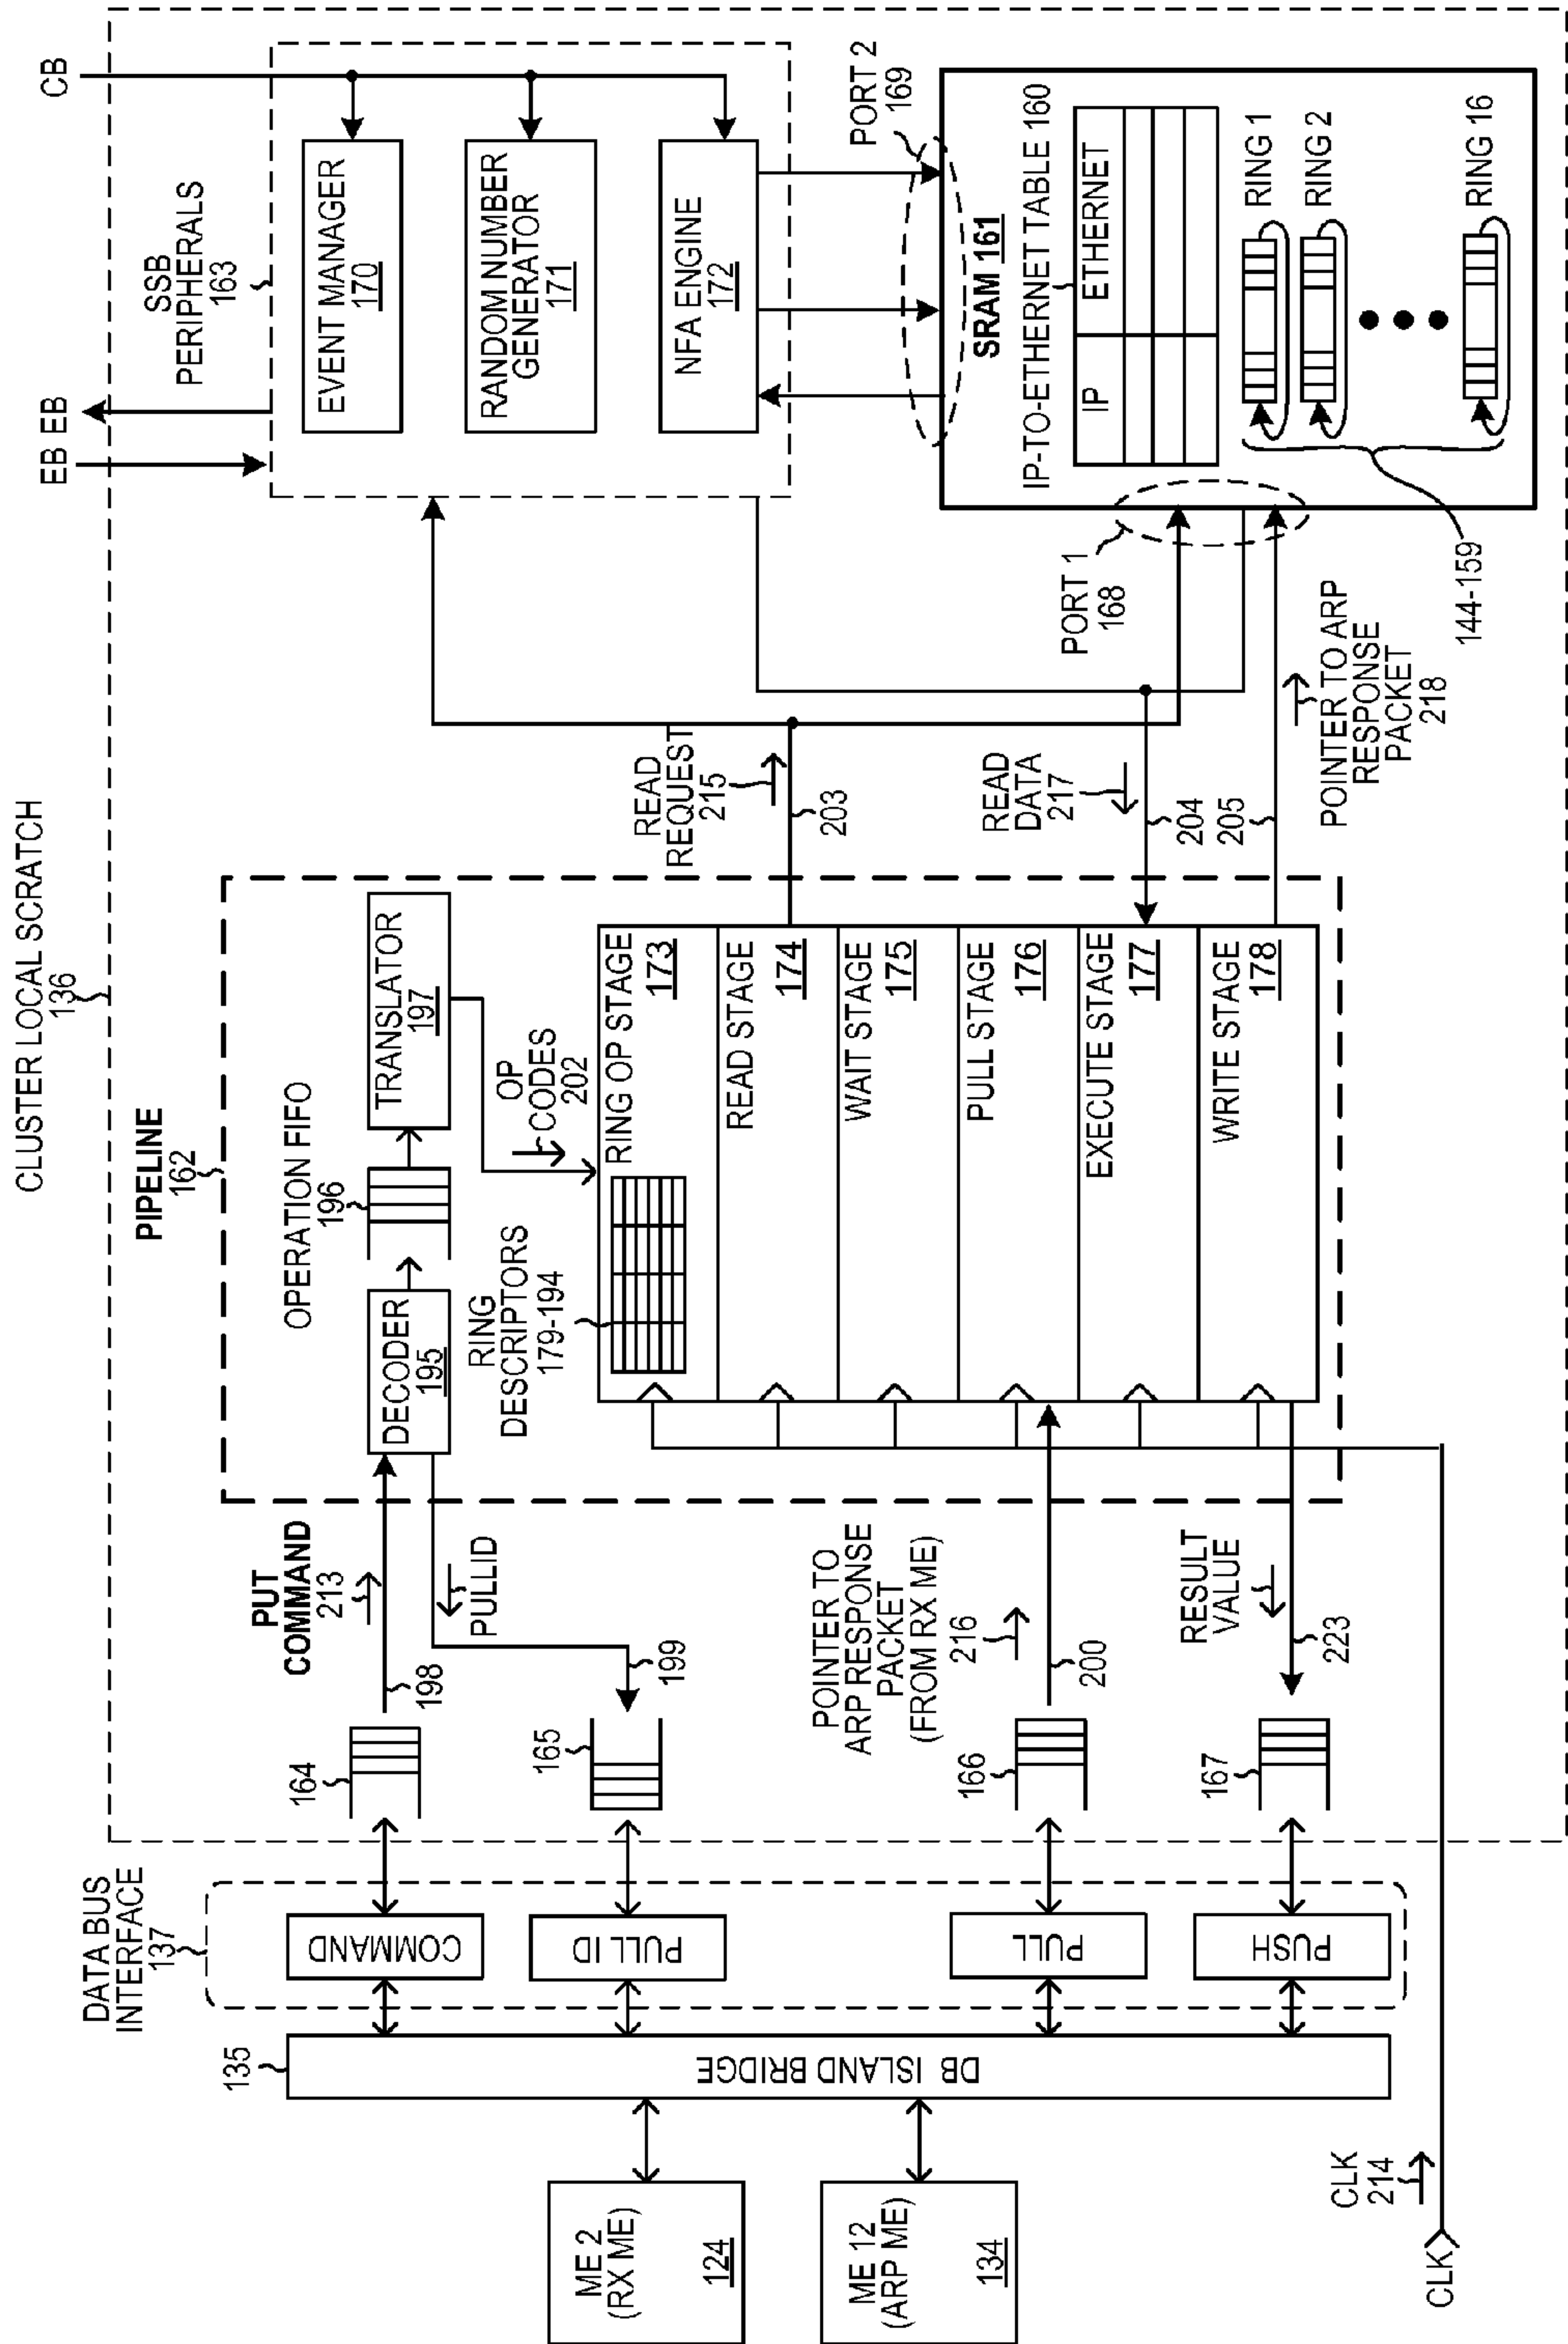 CLUSTER LOCAL SCRATCH
136
CB
EB EB
SSB
PERIPHERALS
163
EVENT MANAGER
170
RANDOM NUMBER
GENERATOR
171
NFA ENGINE
172
PORT 2
169
SRAM 161
IP-TO-ETHERNET TABLE 160
IP
ETHERNET
RING 1
RING 2
RING 16
144-159
PORT 1
168
PIPELINE
162
OPERATION FIFO
196
TRANSLATOR
197
DECODER
195
OP
CODES
202
RING
DESCRIPTORS
179-194
RING OP STAGE
173
READ STAGE
174
WAIT STAGE
175
PULL STAGE
176
EXECUTE STAGE
177
WRITE STAGE
178
READ
REQUEST
215
203
READ
DATA
217
204
205
POINTER TO ARP
RESPONSE
PACKET
218
PUT
COMMAND
213
198
PULLID
199
164
165
POINTER TO
ARP RESPONSE
PACKET
(FROM RX ME)
216
200
166
RESULT
VALUE
223
167
DATA BUS
INTERFACE
137
COMMAND
PULL ID
PULL
PUSH
135
DB ISLAND BRIDGE
ME 2
(RX ME)
124
ME 12
(ARP ME)
134
CLK
214
CLK